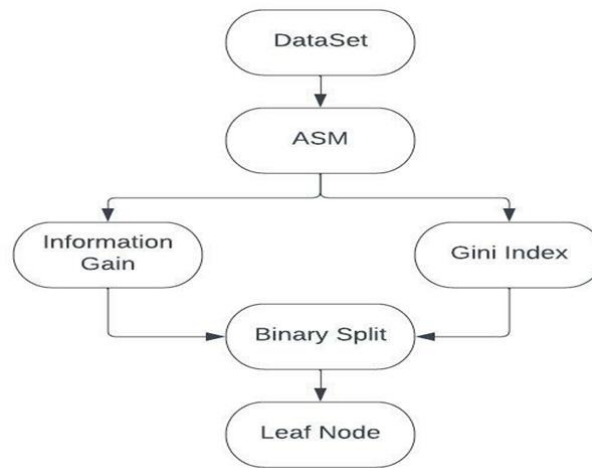 DataSet
ASM
Information
Gain
Gini Index
Binary Split
Leaf Node